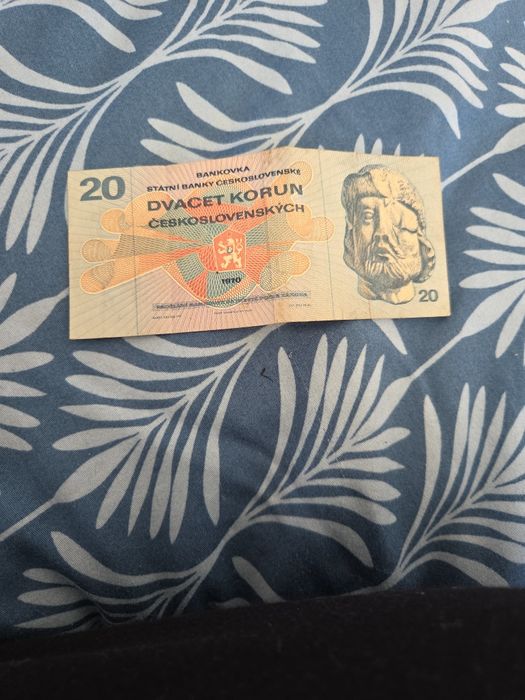 20
BANKOVKA
STÁTNÍ BANKY ČESKOSLOVENSKÉ
DVACET KORUN
ČESKOSLOVENSKÝCH
1970
20